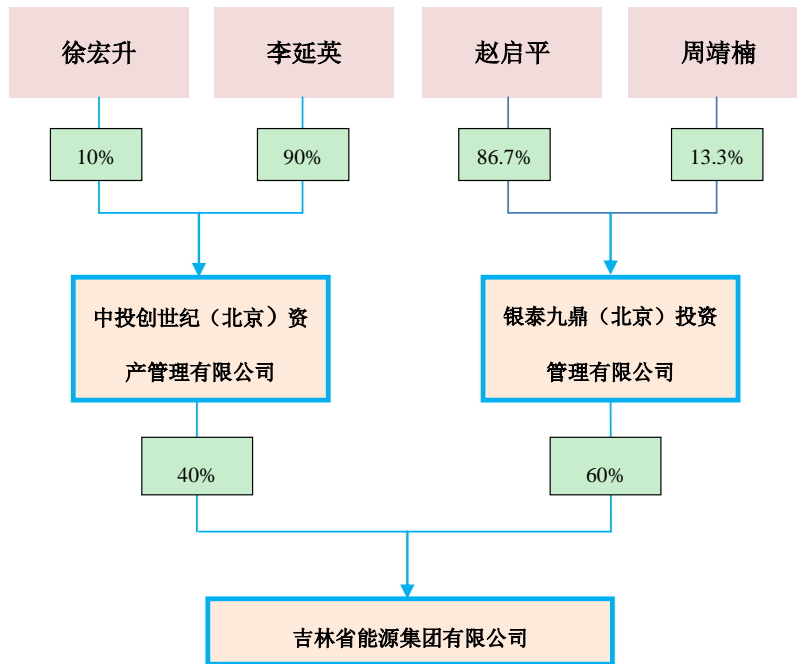 徐宏升
李延英
赵启平
周靖楠
10%
90%
86.7%
13.3%
中投创世纪（北京）资
产管理有限公司
银泰九鼎（北京）投资
管理有限公司
40%
60%
吉林省能源集团有限公司